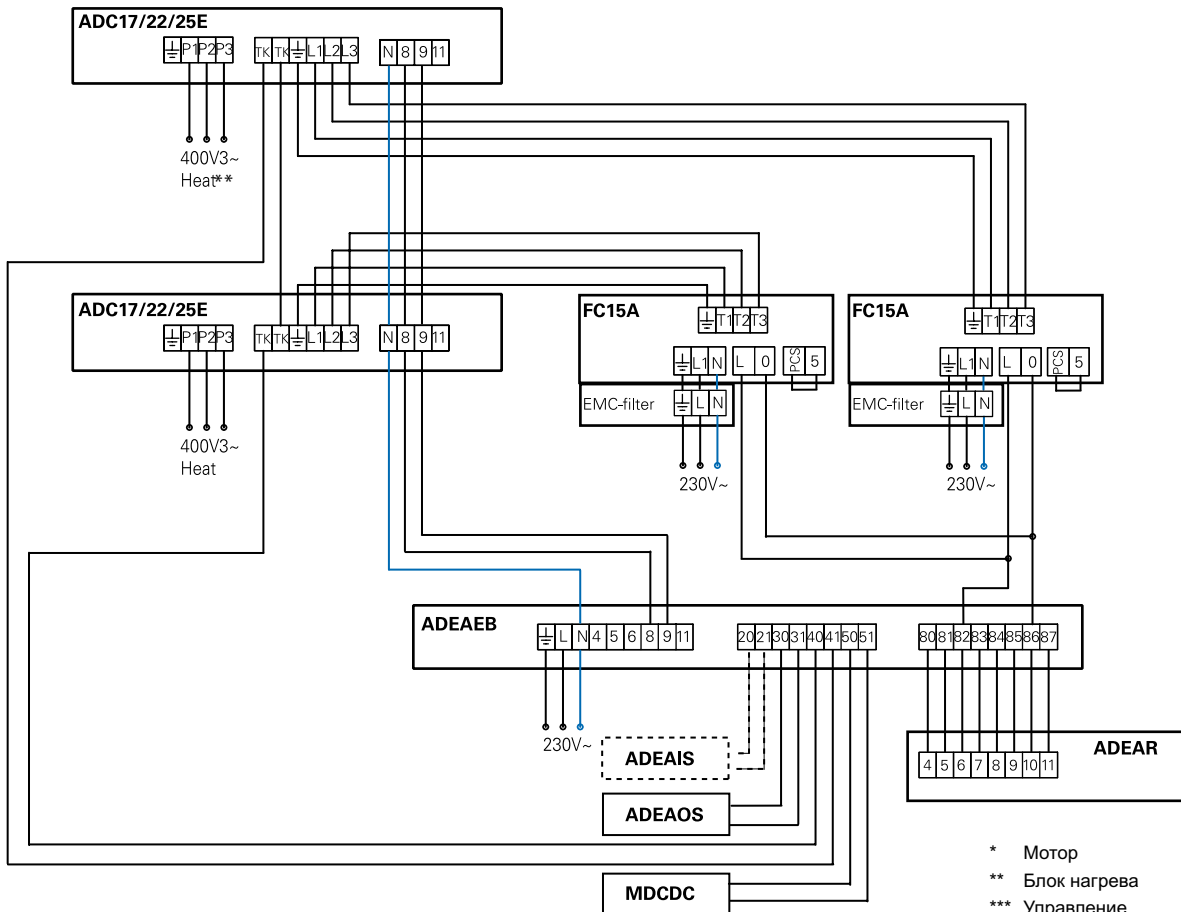 ADC17/22/25E
⏚ P1 P2 P3 TK TK ⏚ L1 L2 L3 N 8 9 11
400V3~
Heat**
ADC17/22/25E
⏚ P1 P2 P3 TK TK ⏚ L1 L2 L3 N 8 9 11
400V3~
Heat
FC15A
⏚ T1 T2 T3
⏚ L1 N L 0 PCS 5
EMC-filter ⏚ L N
230V~
FC15A
⏚ T1 T2 T3
⏚ L1 N L 0 PCS 5
EMC-filter ⏚ L N
230V~
ADEAEB
⏚ L N 4 5 6 8 9 11 20 21 30 31 40 41 50 51 80 81 82 83 84 85 86 87
230V~
ADEAIS
ADEAOS
MDCDC
ADEAR
4 5 6 7 8 9 10 11
* Мотор
** Блок нагрева
*** Управление